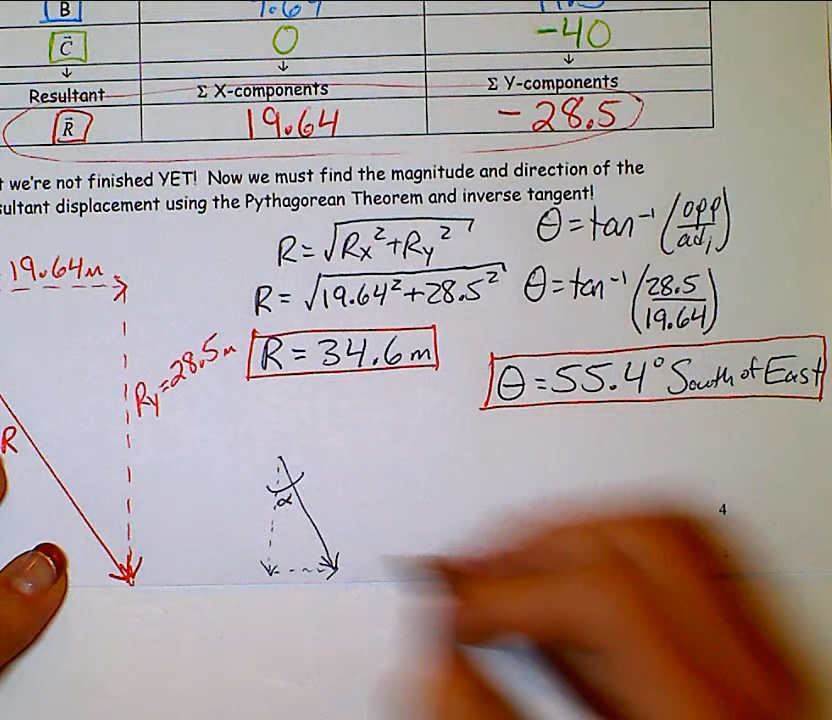 B 7.67
C 0 -40
↓ ↓ ↓
Resultant Σ X-components Σ Y-components
R 19.64 -28.5
we're not finished YET! Now we must find the magnitude and direction of the
displacement using the Pythagorean Theorem and inverse tangent!
R = √Rx²+Ry² θ = tan⁻¹ (opp/adj)
19.64m
R = √19.64²+28.5² θ = tan⁻¹ (28.5/19.64)
Ry=28.5m R = 34.6m θ = 55.4° South of East
R
α
4